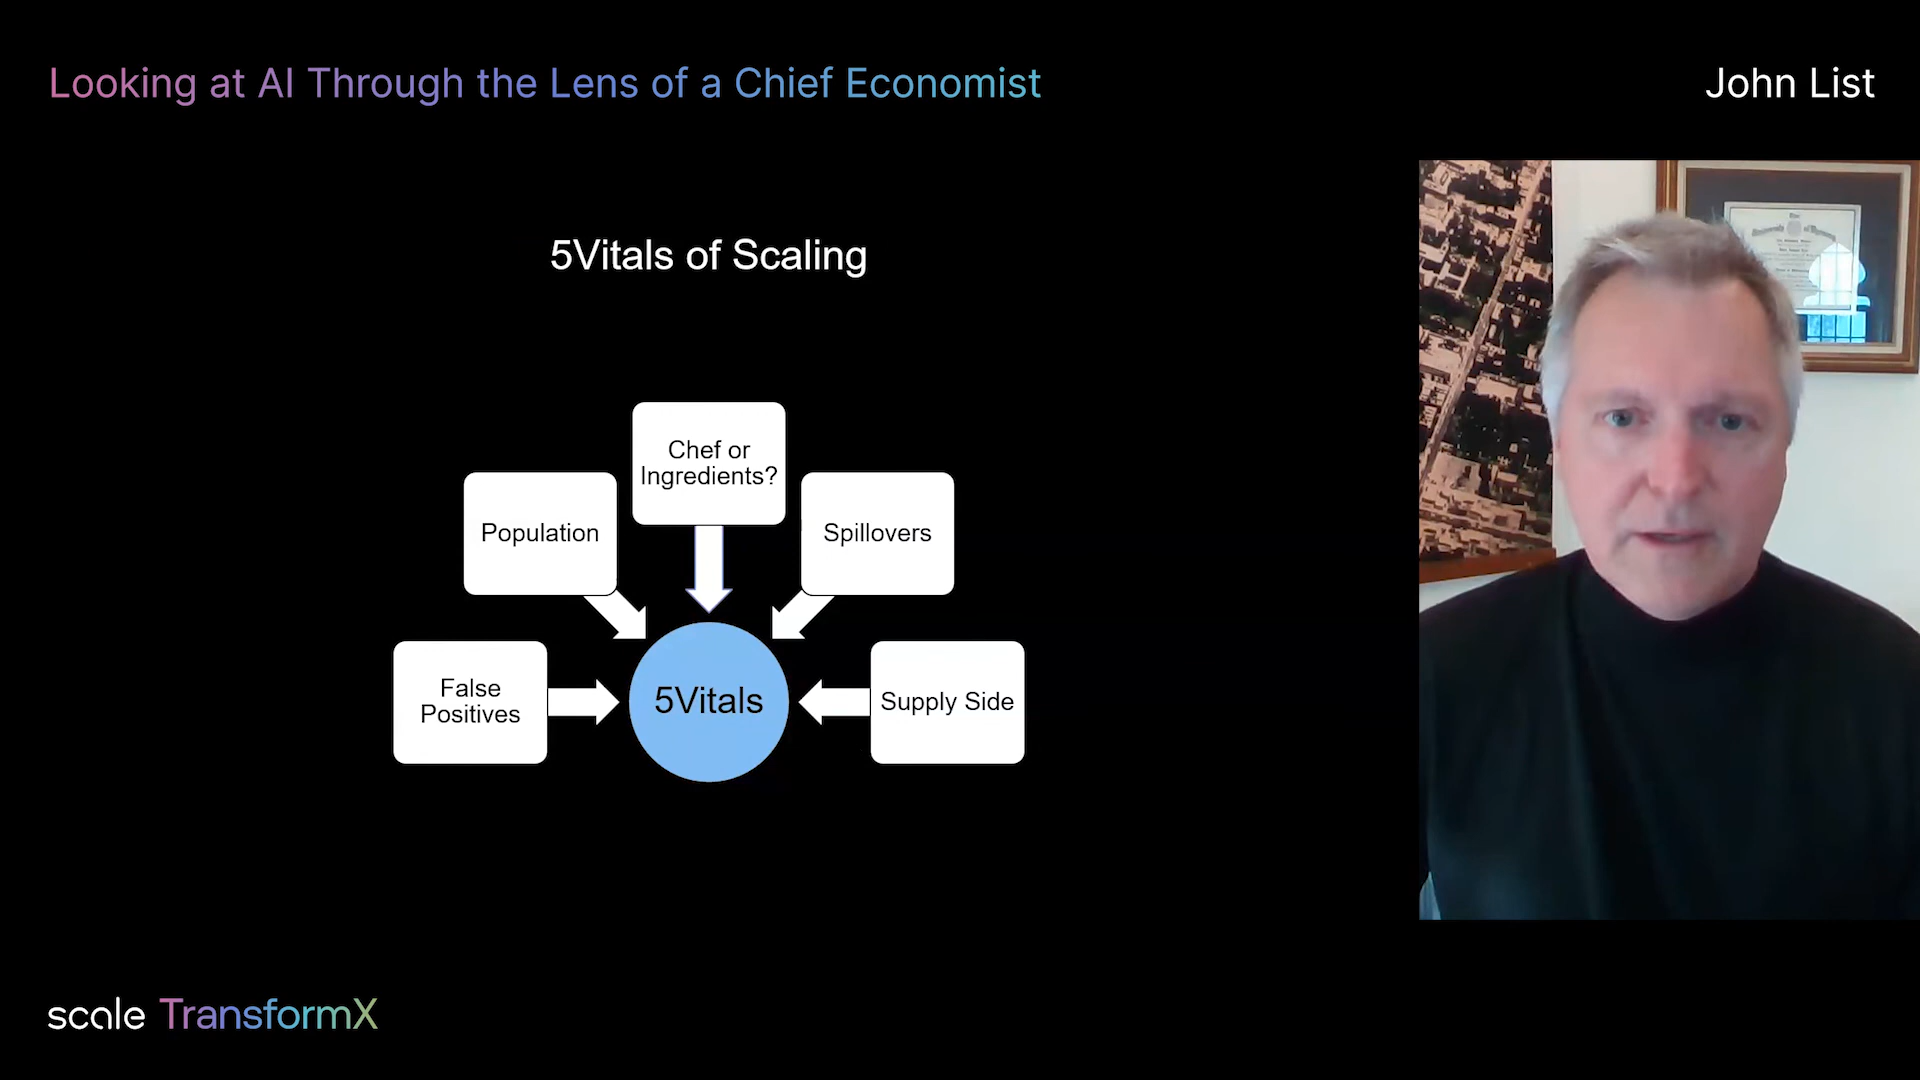 Looking at AI Through the Lens of a Chief Economist
John List
5Vitals of Scaling
Chef or
Ingredients?
Population
Spillovers
False
Positives
5Vitals
Supply Side
scale TransformX